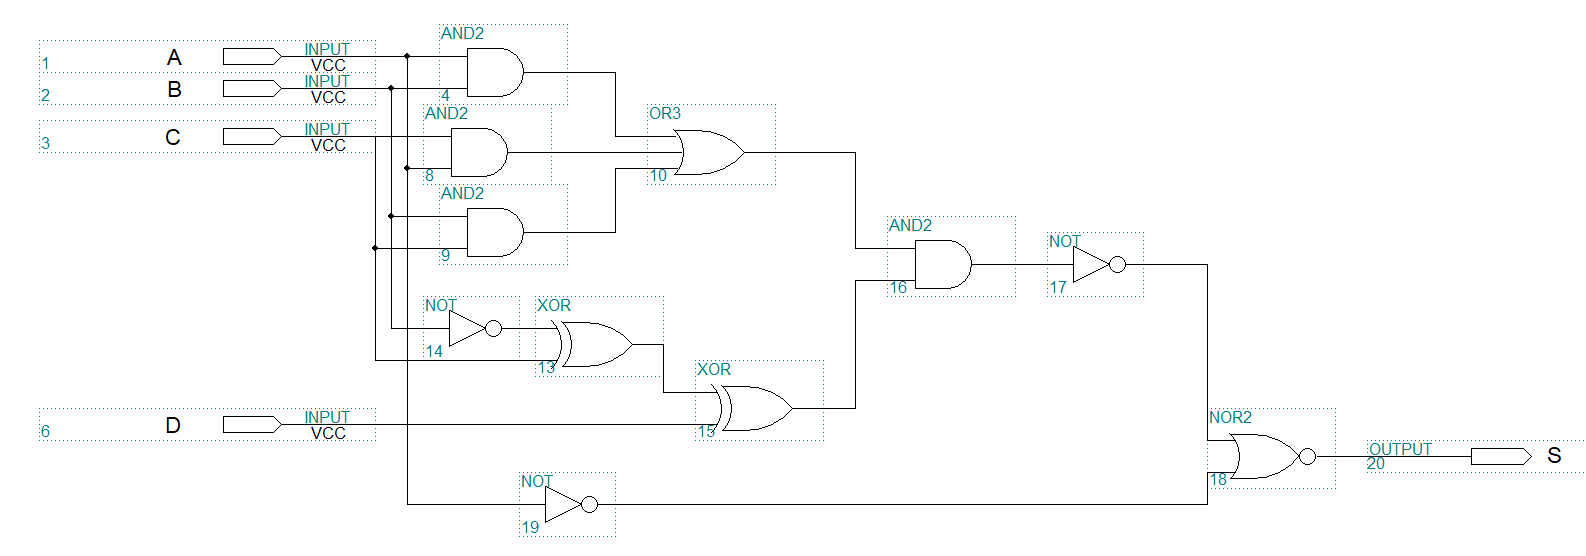 AND2
1 A INPUT
VCC
2 B INPUT
VCC
4
AND2
OR3
3 C INPUT
VCC
8
10
AND2
9
AND2
NOT
16
17
NOT
XOR
14
13
XOR
6 D INPUT
VCC
15
NOR2
OUTPUT
20
S
18
NOT
19